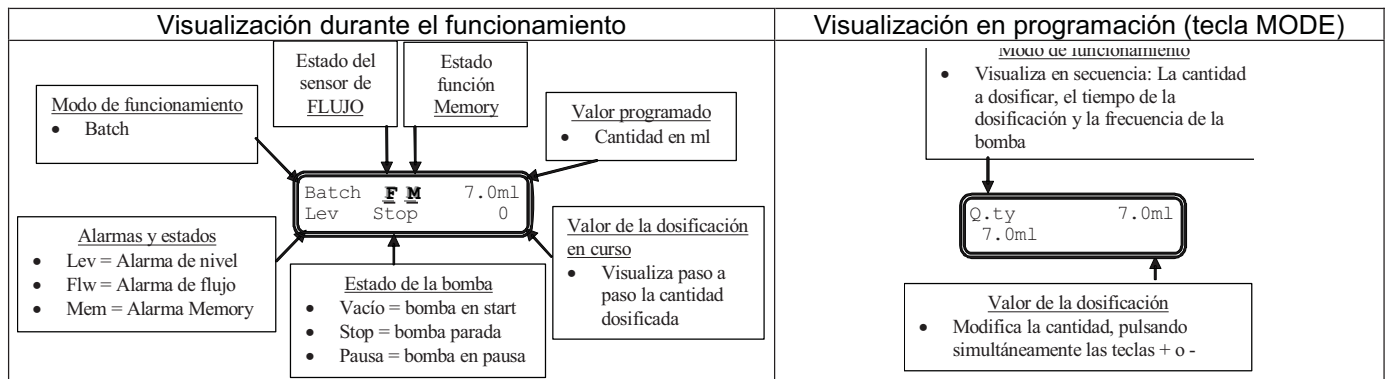 Visualización durante el funcionamiento
Visualización en programación (tecla MODE)
Estado del
sensor de
FLUJO
Estado
función
Memory
Modo de funcionamiento
• Batch
Valor programado
• Cantidad en ml
Batch F M 7.0ml
Lev Stop 0
Alarmas y estados
• Lev = Alarma de nivel
• Flw = Alarma de flujo
• Mem = Alarma Memory
Estado de la bomba
• Vacío = bomba en start
• Stop = bomba parada
• Pausa = bomba en pausa
Valor de la dosificación
en curso
• Visualiza paso a
paso la cantidad
dosificada
Modo de funcionamiento
• Visualiza en secuencia: La cantidad
a dosificar, el tiempo de la
dosificación y la frecuencia de la
bomba
Q.ty 7.0ml
7.0ml
Valor de la dosificación
• Modifica la cantidad, pulsando
simultáneamente las teclas + o -